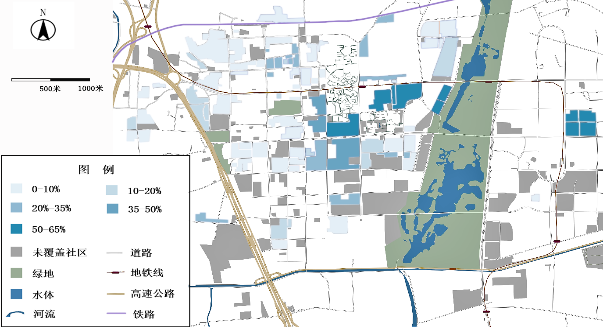 N
500米 1000米
图 例
0-10% 10-20%
20-35% 35 50%
50-65%
未覆盖社区 道路
绿地 地铁线
水体 高速公路
河流 铁路